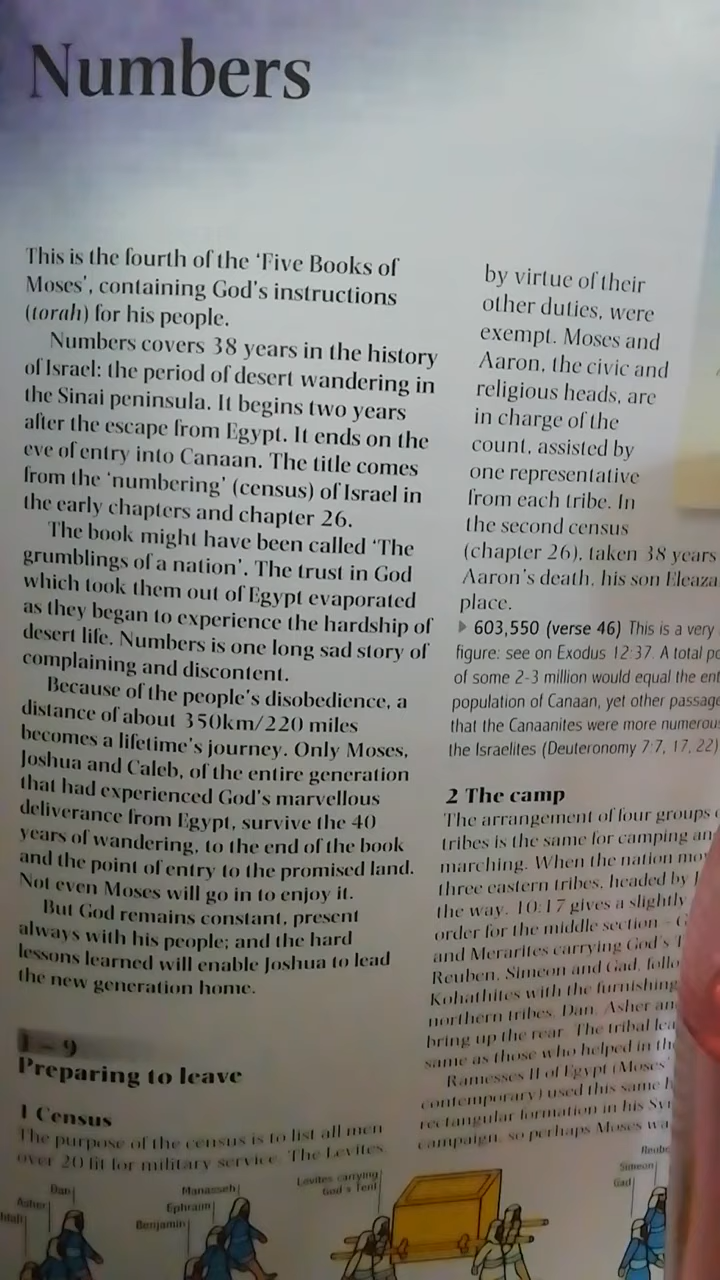 Numbers
This is the fourth of the ‘Five Books of
Moses’, containing God’s instructions
(torah) for his people.
Numbers covers 38 years in the history
of Israel: the period of desert wandering in
the Sinai peninsula. It begins two years
after the escape from Egypt. It ends on the
eve of entry into Canaan. The title comes
from the ‘numbering’ (census) of Israel in
the early chapters and chapter 26.
The book might have been called ‘The
grumblings of a nation’. The trust in God
which took them out of Egypt evaporated
as they began to experience the hardship of
desert life. Numbers is one long sad story of
complaining and discontent.
Because of the people’s disobedience, a
distance of about 350km/220 miles
becomes a lifetime’s journey. Only Moses,
Joshua and Caleb, of the entire generation
that had experienced God’s marvellous
deliverance from Egypt, survive the 40
years of wandering, to the end of the book
and the point of entry to the promised land.
Not even Moses will go in to enjoy it.
But God remains constant, present
always with his people; and the hard
lessons learned will enable Joshua to lead
the new generation home.
1 – 9
Preparing to leave
1 Census
The purpose of the census is to list all men
over 20 fit for military service. The Levites,
by virtue of their
other duties, were
exempt. Moses and
Aaron, the civic and
religious heads, are
in charge of the
count, assisted by
one representative
from each tribe. In
the second census
(chapter 26), taken 38 years
Aaron’s death, his son Eleaza
place.
603,550 (verse 46) This is a very
figure: see on Exodus 12:37. A total
of some 2-3 million would equal the
population of Canaan, yet other
that the Canaanites were more
the Israelites (Deuteronomy 7:7, 17, 22)
2 The camp
The arrangement of four groups
tribes is the same for camping
marching. When the nation
three eastern tribes, headed by
the way. 10:17 gives a slightly
order for the middle section –
and Merarites carrying God’s
Reuben, Simeon and Gad,
Kohathites with the furnishing
northern tribes, Dan, Asher
bring up the rear. The tribal
same as those who helped in
Ramesses II of Egypt (Moses’
contemporary) used this same
rectangular formation in his
campaign, so perhaps Moses
Dan
Asher
Manasseh
Ephraim
Benjamin
Levites carrying
God’s Tent
Simeon
Gad